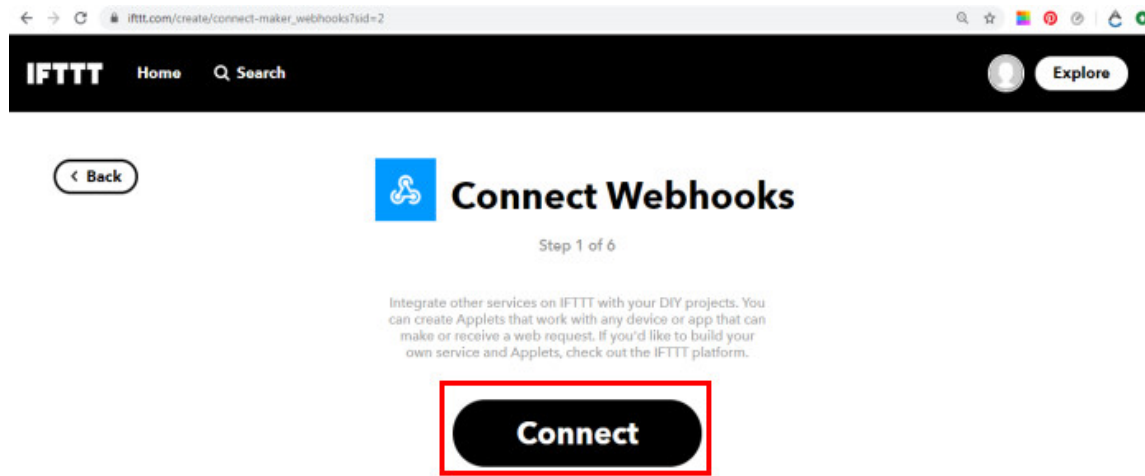 ifttt.com/create/connect-maker_webhooks?sid=2
IFTTT Home Search Explore
< Back
Connect Webhooks
Step 1 of 6
Integrate other services on IFTTT with your DIY projects. You
can create Applets that work with any device or app that can
make or receive a web request. If you'd like to build your
own service and Applets, check out the IFTTT platform.
Connect